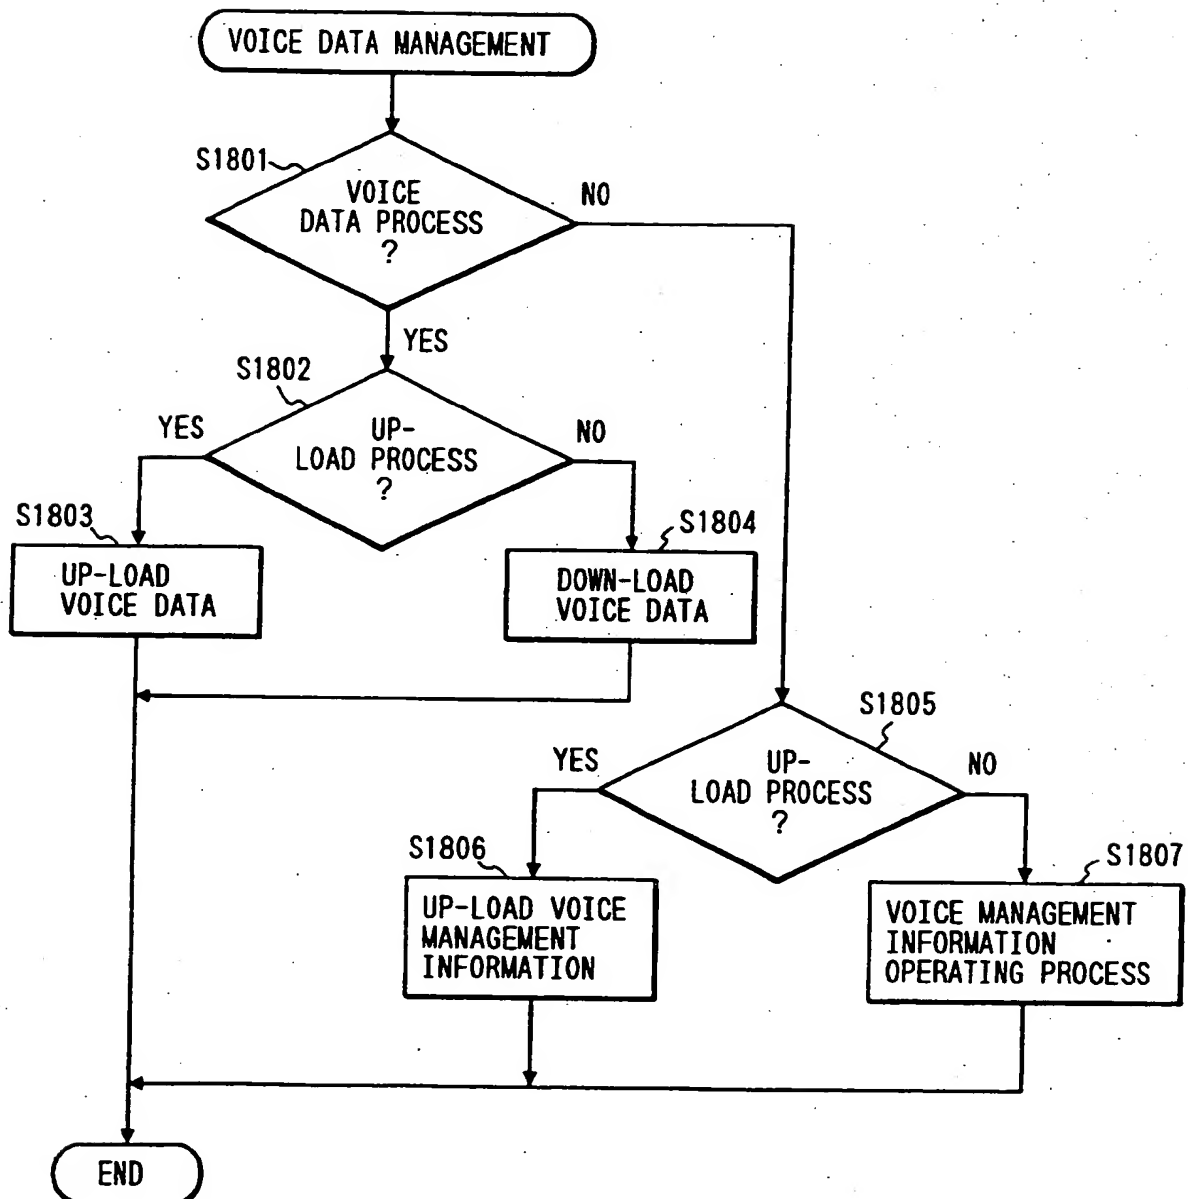 VOICE DATA MANAGEMENT
S1801
VOICE
DATA PROCESS
?
NO
YES
S1802
UP-
LOAD PROCESS
?
YES
NO
S1803
UP-LOAD
VOICE DATA
S1804
DOWN-LOAD
VOICE DATA
S1805
UP-
LOAD PROCESS
?
YES
NO
S1806
UP-LOAD VOICE
MANAGEMENT
INFORMATION
S1807
VOICE MANAGEMENT
INFORMATION
OPERATING PROCESS
END